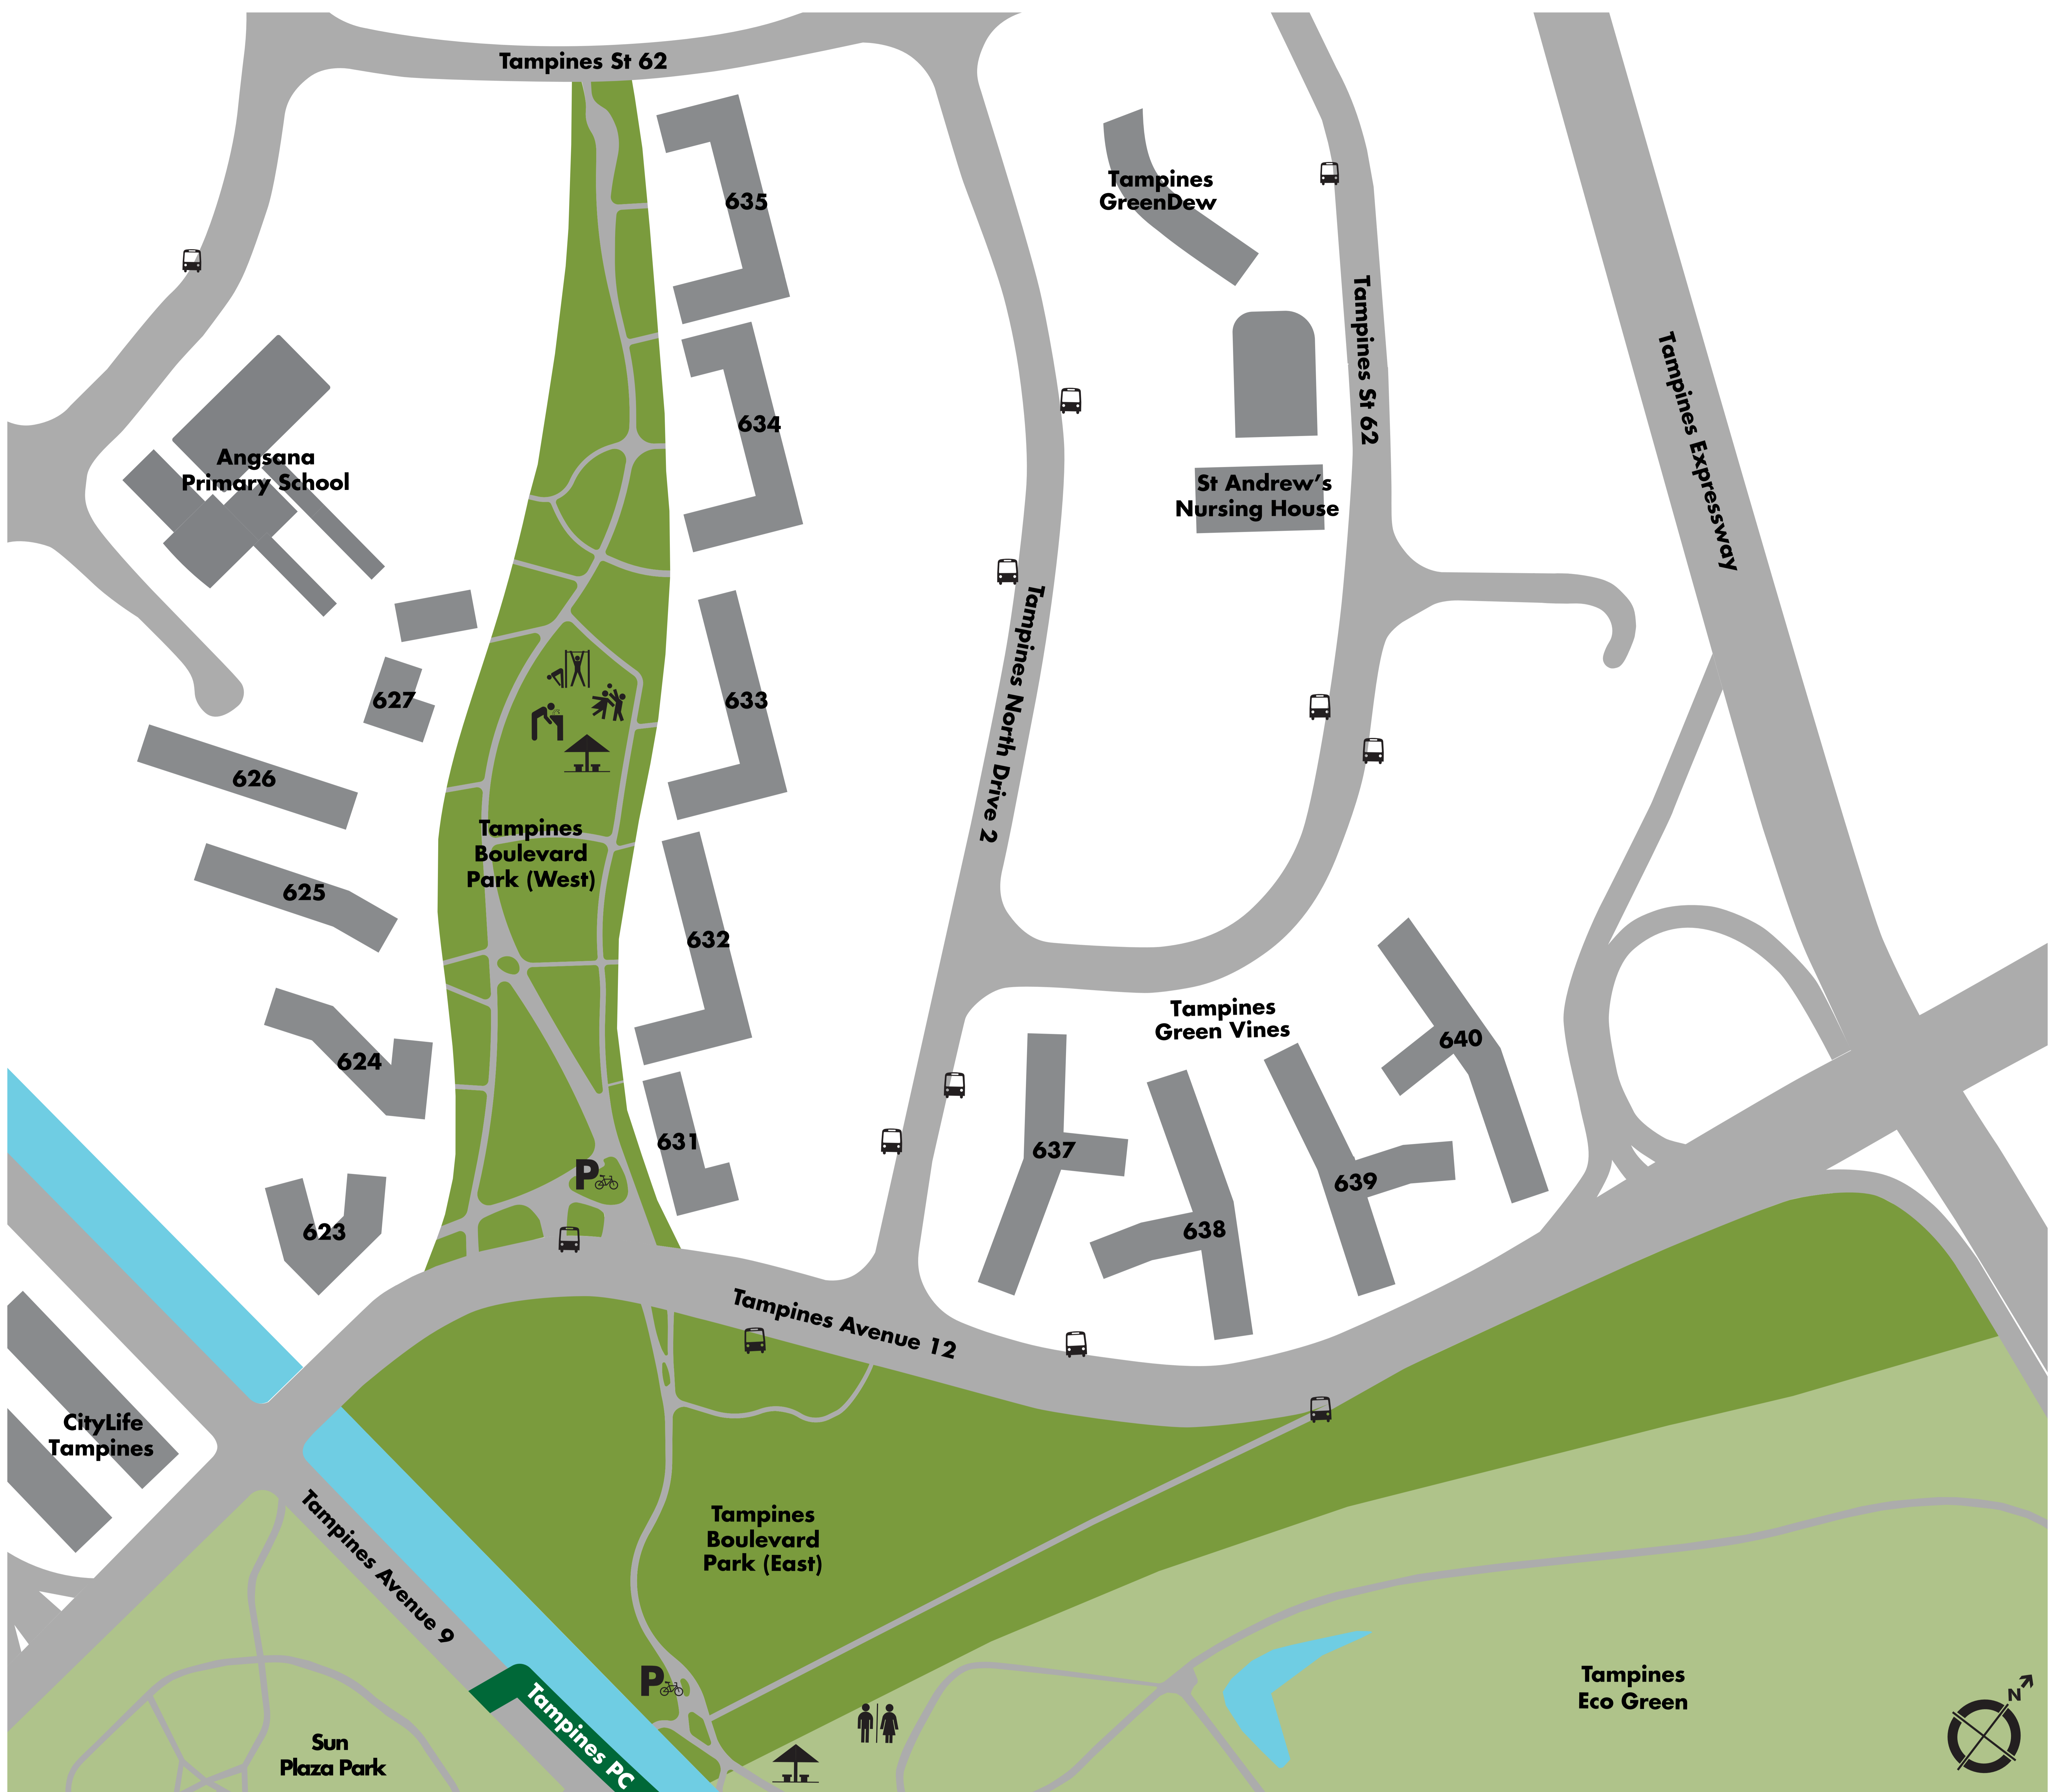 Tampines St 62
635
Tampines
GreenDew
Tampines St 62
Tampines Expressway
634
Angsana
Primary School
St Andrew's
Nursing House
Tampines North Drive 2
627
633
626
Tampines
Boulevard
Park (West)
625
632
Tampines
Green Vines
640
624
631
637
639
P
623
638
Tampines Avenue 12
CityLife
Tampines
Tampines Avenue 9
Tampines
Boulevard
Park (East)
P
Tampines PC
Tampines
Eco Green
N
Sun
Plaza Park